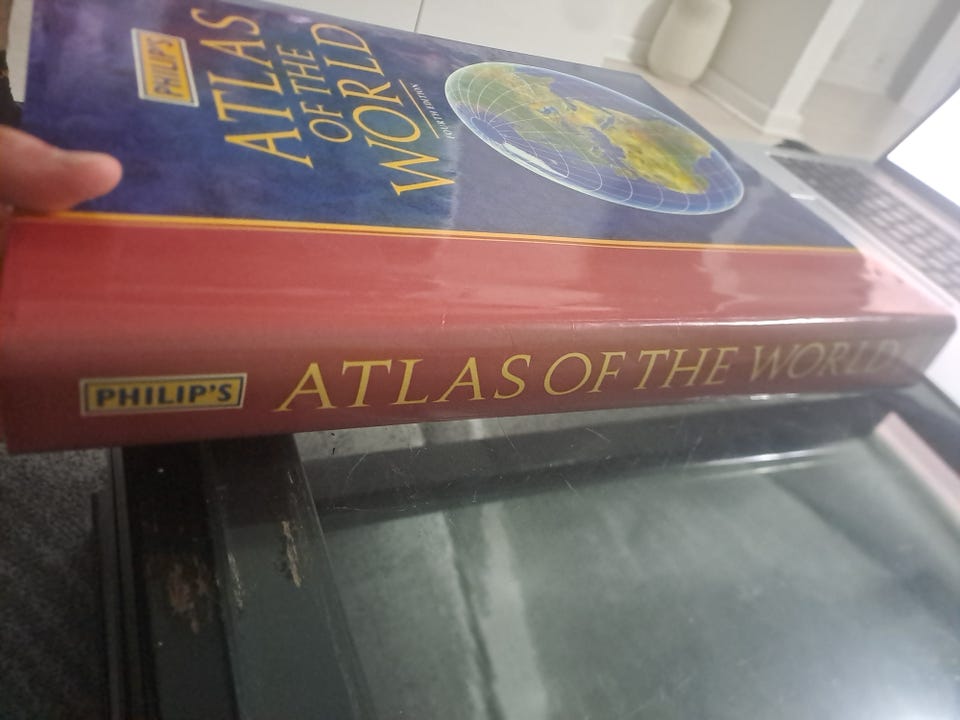 PHILIP'S
ATLAS
OF THE
WORLD
FOURTH EDITION
PHILIP'S ATLAS OF THE WORLD